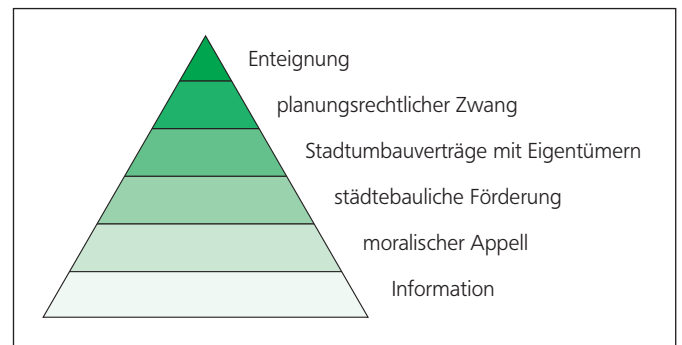 Enteignung
planungsrechtlicher Zwang
Stadtumbauverträge mit Eigentümern
städtebauliche Förderung
moralischer Appell
Information